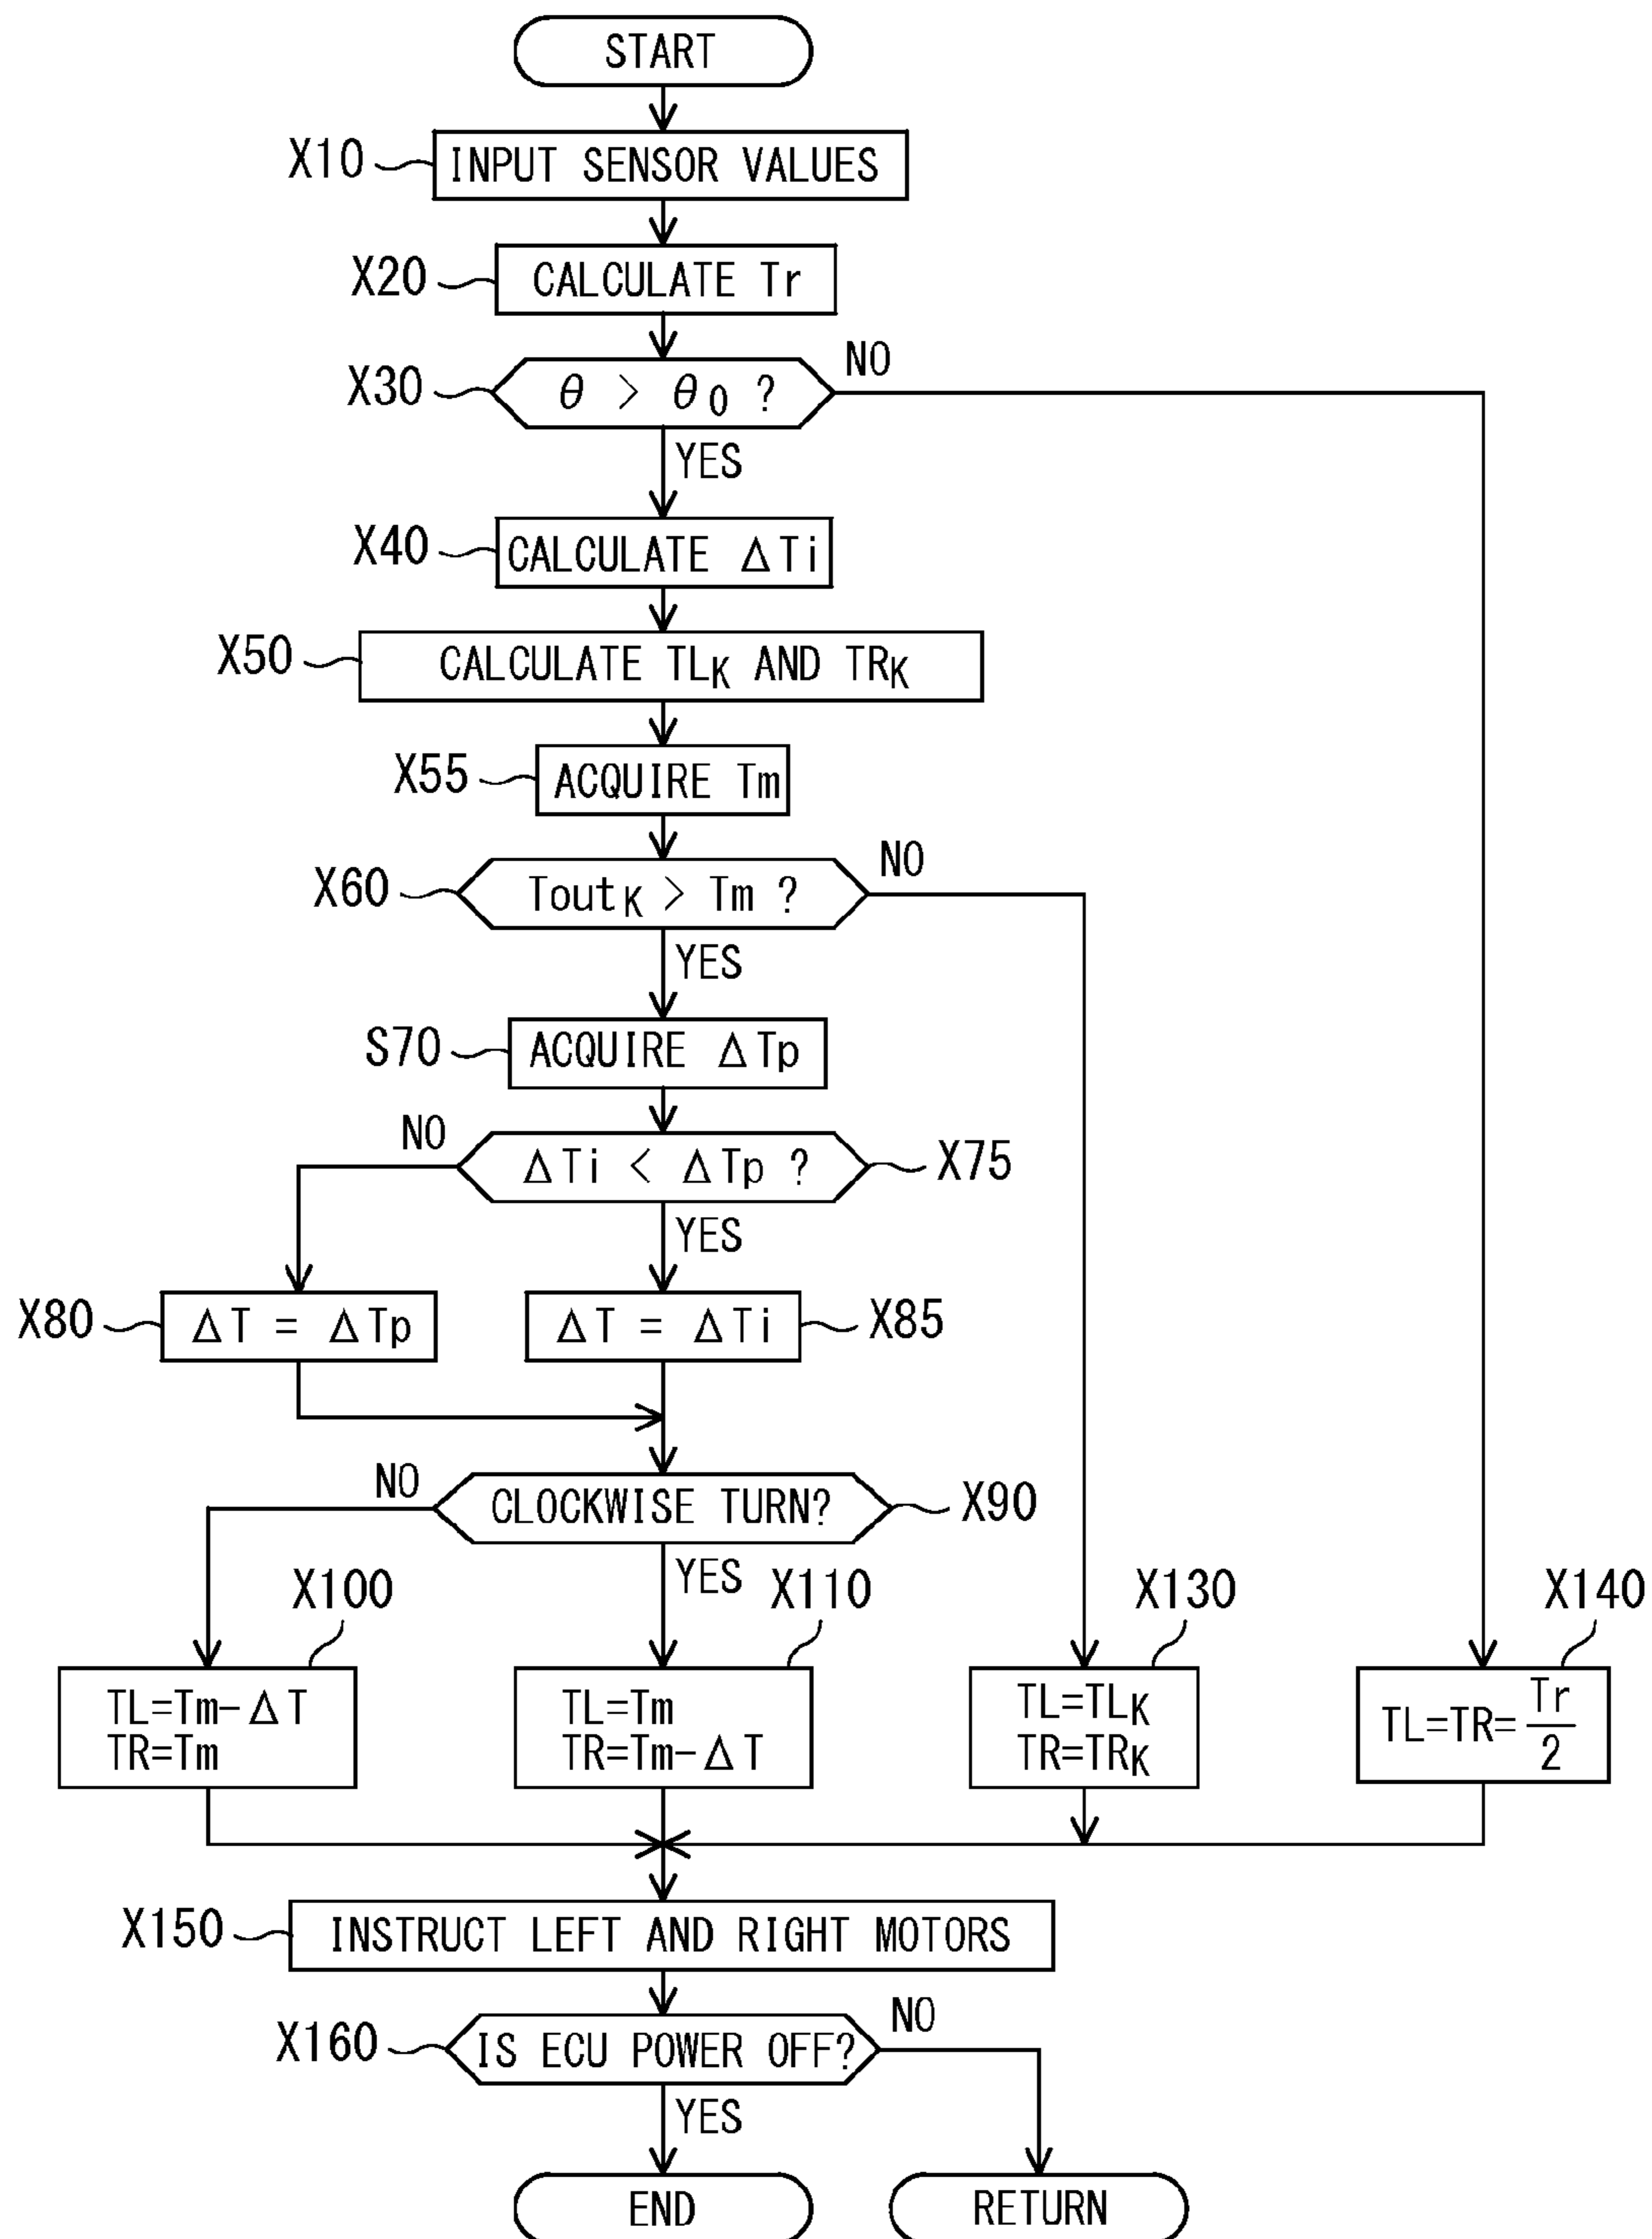 START
X10
INPUT SENSOR VALUES
X20
CALCULATE Tr
X30
θ > θ0 ?
NO
YES
X40
CALCULATE ΔTi
X50
CALCULATE TLK AND TRK
X55
ACQUIRE Tm
X60
ToutK > Tm ?
NO
YES
S70
ACQUIRE ΔTp
NO
ΔTi < ΔTp ?
X75
YES
X80
ΔT = ΔTp
ΔT = ΔTi
X85
NO
CLOCKWISE TURN?
X90
YES
X100
X110
X130
X140
TL=Tm-ΔT
TR=Tm
TL=Tm
TR=Tm-ΔT
TL=TLK
TR=TRK
TL=TR=Tr/2
X150
INSTRUCT LEFT AND RIGHT MOTORS
X160
IS ECU POWER OFF?
NO
YES
END
RETURN